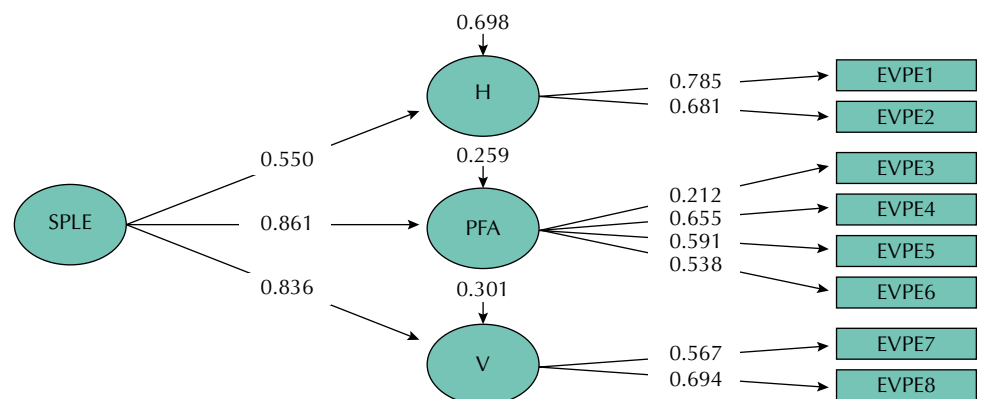 0.698
H
0.785
EVPE1
0.681
EVPE2
0.550
0.259
SPLE
0.861
PFA
0.212
EVPE3
0.655
EVPE4
0.591
EVPE5
0.538
EVPE6
0.836
0.301
V
0.567
EVPE7
0.694
EVPE8